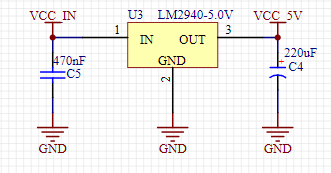 VCC_IN
U3 LM2940-5.0V
VCC_5V
1
IN OUT
3
GND
2
470nF
C5
+
220uF
C4
GND
GND
GND